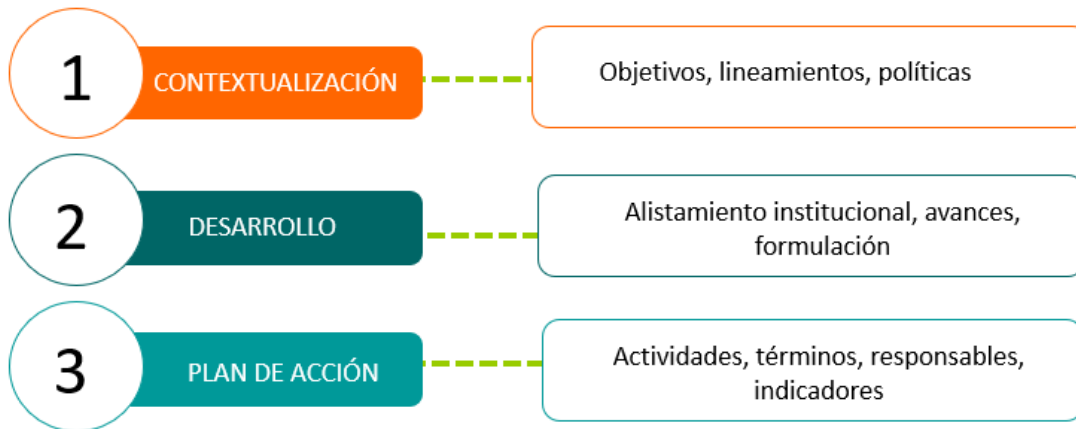 1
CONTEXTUALIZACIÓN
Objetivos, lineamientos, políticas
2
DESARROLLO
Alistamiento institucional, avances,
formulación
3
PLAN DE ACCIÓN
Actividades, términos, responsables,
indicadores